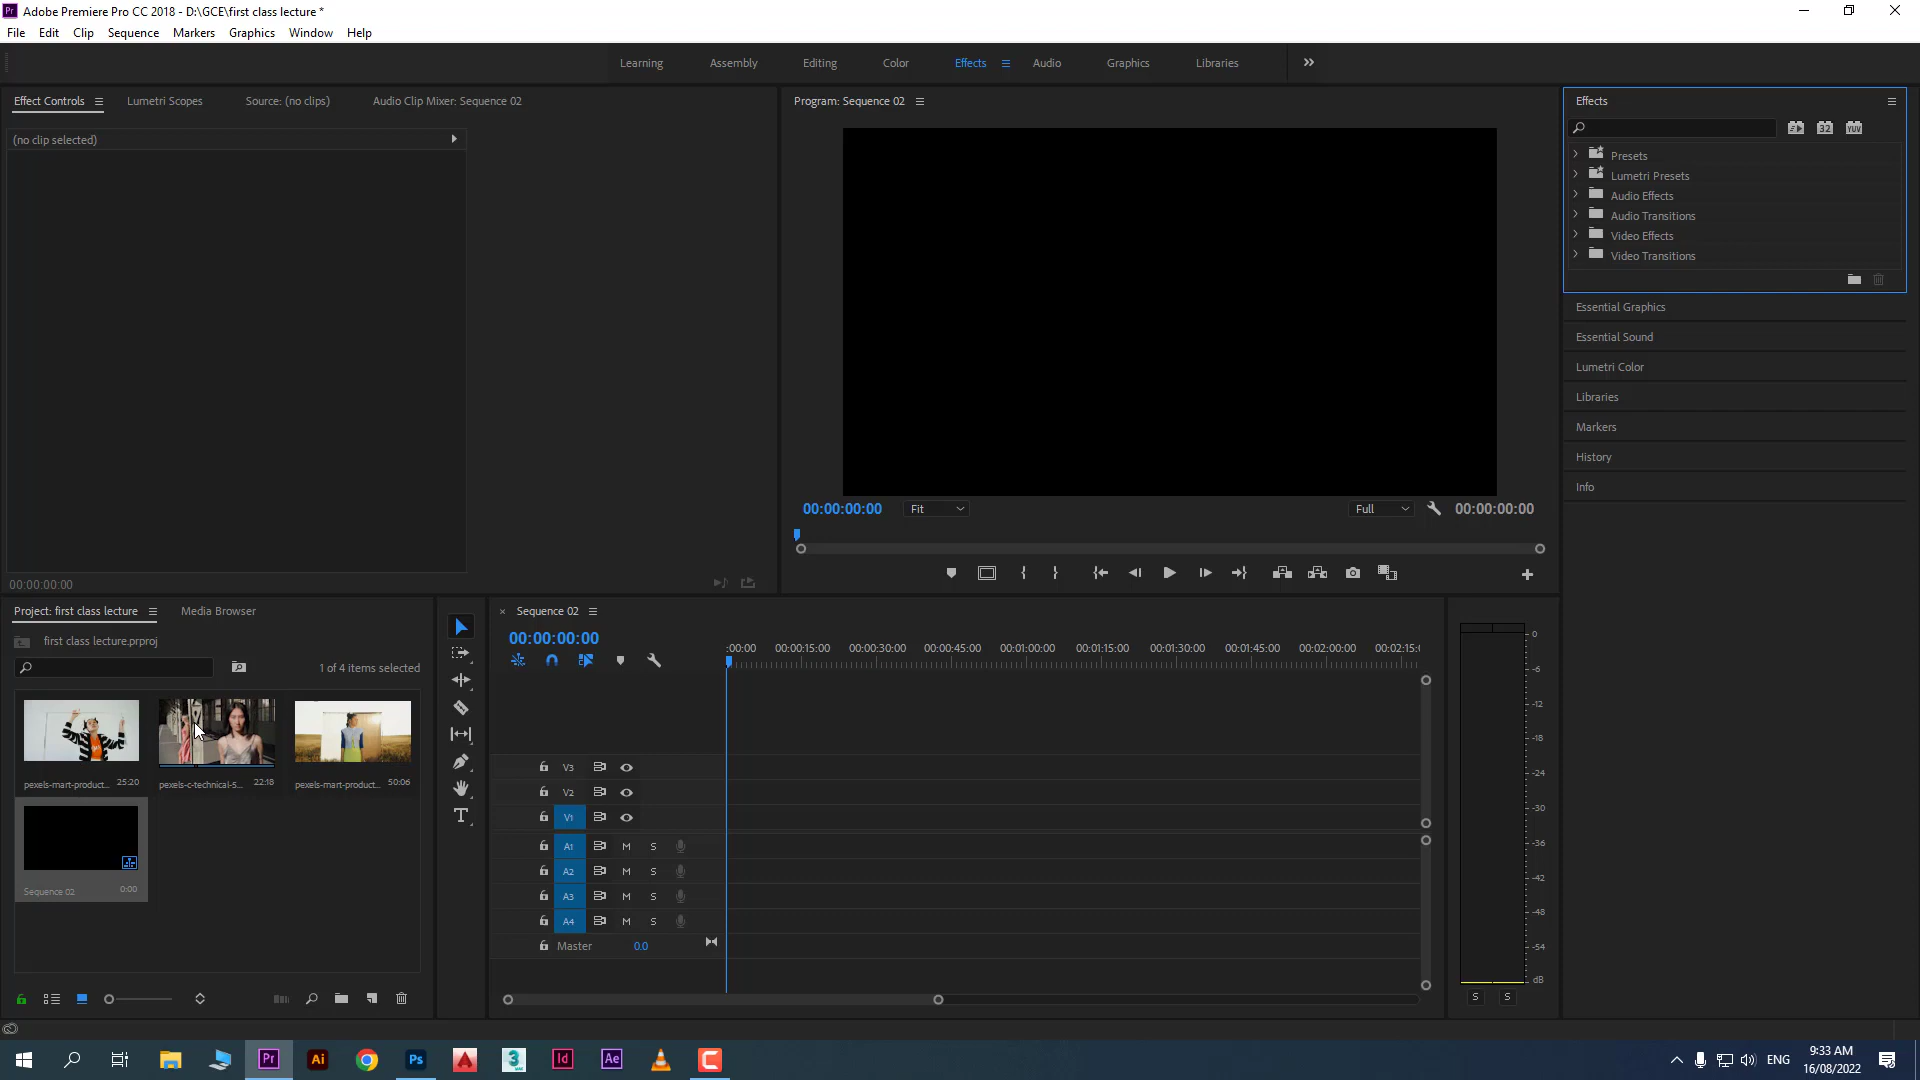 Adobe Premiere Pro CC 2018 - D:\GCE\first class lecture *
File Edit Clip Sequence Markers Graphics Window Help
Learning Assembly Editing Color Effects Audio Graphics Libraries
Effect Controls Lumetri Scopes Source: (no clips) Audio Clip Mixer: Sequence 02
(no clip selected)
00:00:00:00
Program: Sequence 02
00:00:00:00 Fit Full 00:00:00:00
Effects
32 YUV
Presets
Lumetri Presets
Audio Effects
Audio Transitions
Video Effects
Video Transitions
Essential Graphics
Essential Sound
Lumetri Color
Libraries
Markers
History
Info
Project: first class lecture Media Browser
first class lecture.prproj
1 of 4 items selected
pexels-mart-product... 25:20 pexels-c-technical-5... 22:18 pexels-mart-product... 50:06
Sequence 02 0:00
Sequence 02
00:00:00:00
:00:00 00:00:15:00 00:00:30:00 00:00:45:00 00:01:00:00 00:01:15:00 00:01:30:00 00:01:45:00 00:02:00:00 00:02:15:0
V3
V2
V1
A1 M S
A2 M S
A3 M S
A4 M S
Master 0.0
0
-6
-12
-18
-24
-30
-36
-42
-48
-54
dB
S S
Pr Ai Ps 3 Id Ae C
ENG 9:33 AM
16/08/2022